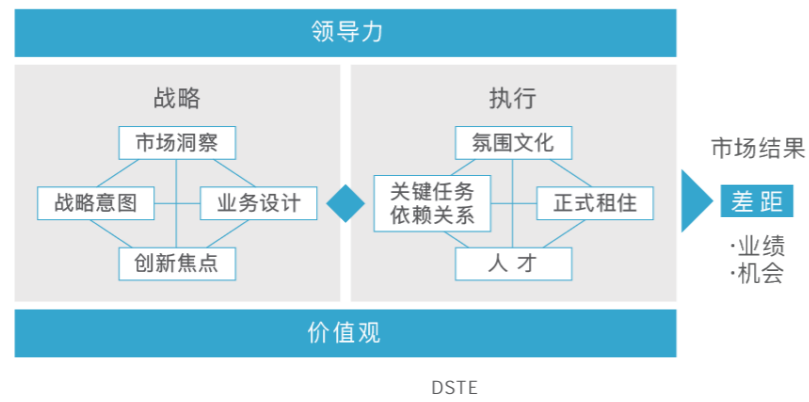 领导力
战略
执行
市场洞察
氛围文化
市场结果
战略意图
业务设计
关键任务
依赖关系
正式租住
差距
创新焦点
人才
·业绩
·机会
价值观
DSTE